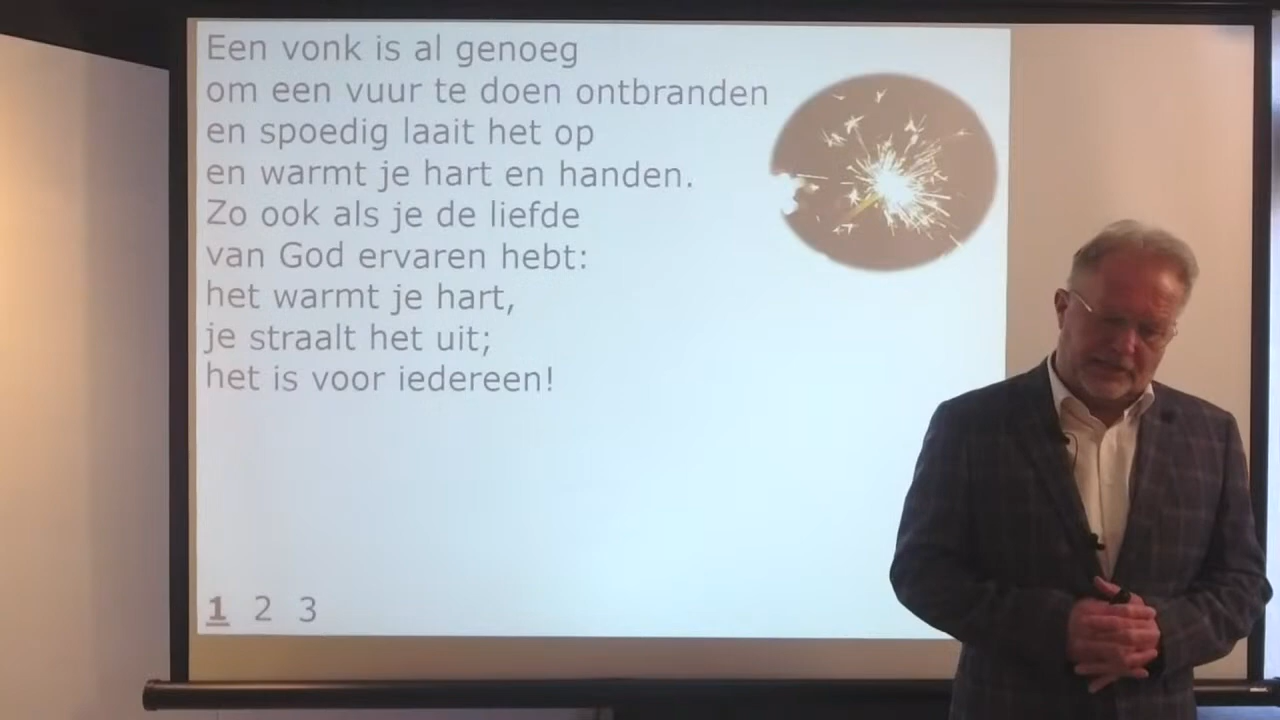 Een vonk is al genoeg
om een vuur te doen ontbranden
en spoedig laait het op
en warmt je hart en handen.
Zo ook als je de liefde
van God ervaren hebt:
het warmt je hart,
je straalt het uit;
het is voor iedereen!
1 2 3